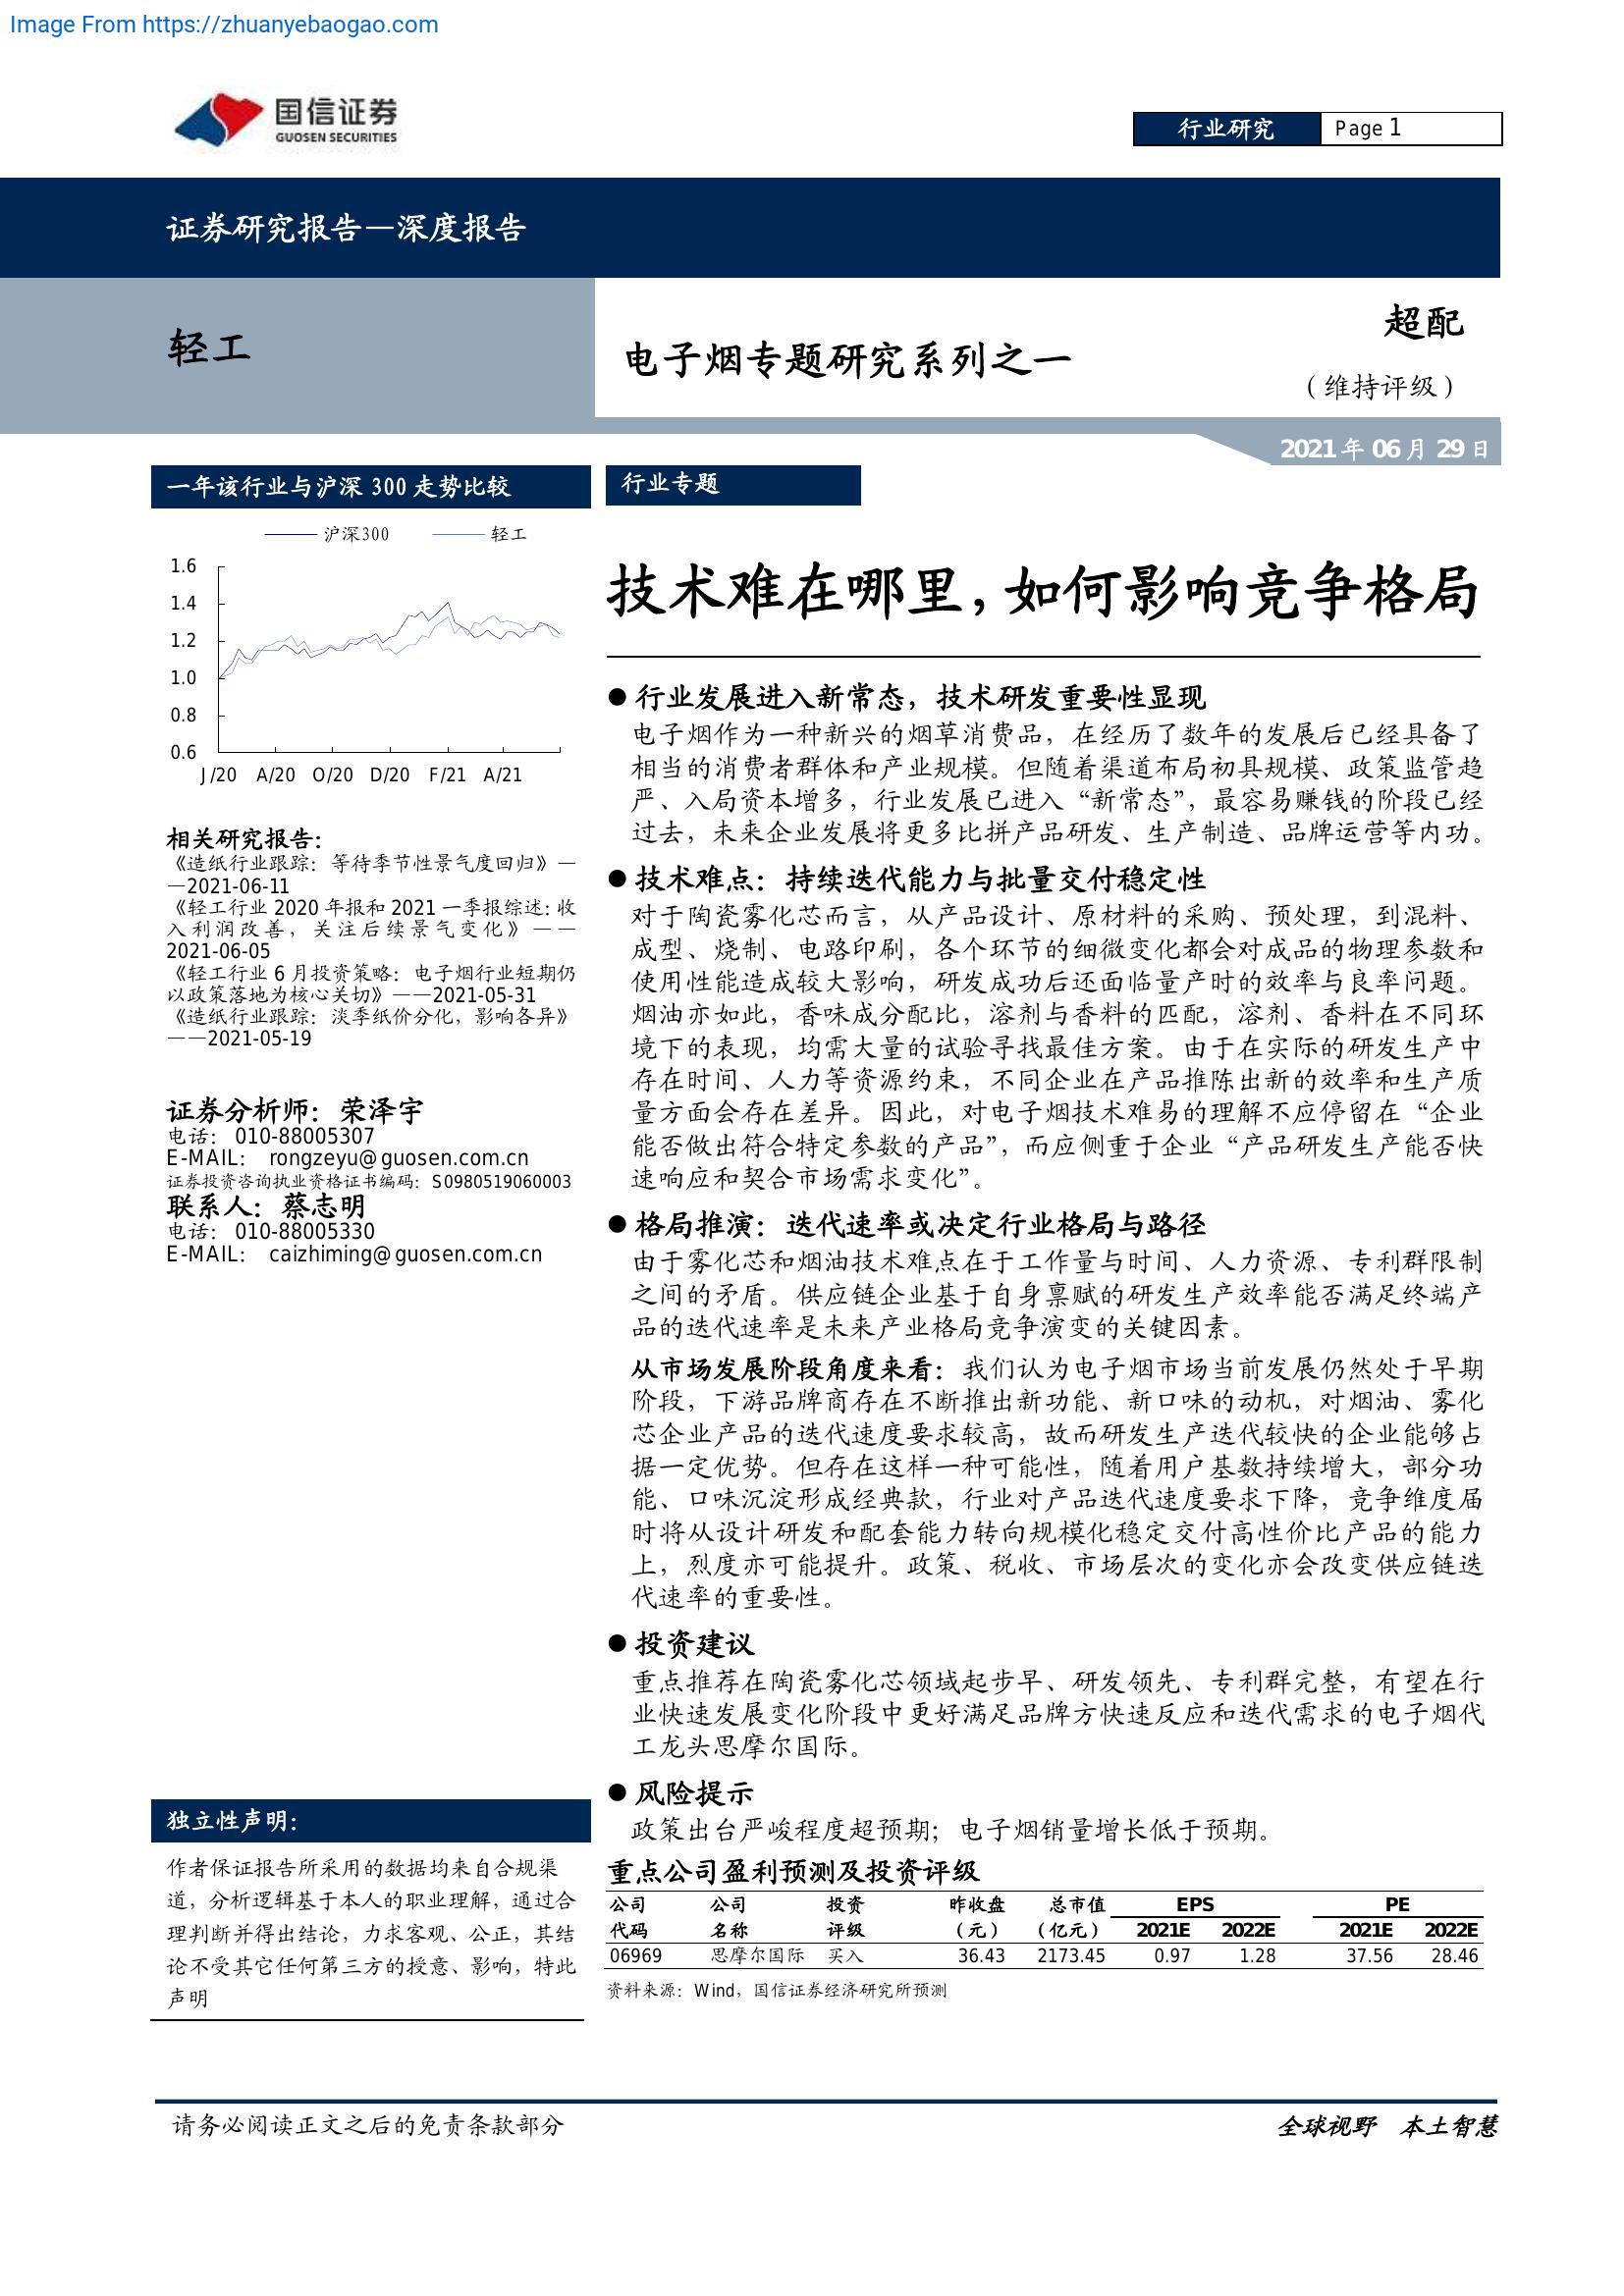 Image From https://zhuanyebaogao.com
国信证券
GUOSEN SECURITIES
行业研究
Page 1
证券研究报告—深度报告
轻工
电子烟专题研究系列之一
超配
（维持评级）
2021 年 06 月 29 日
一年该行业与沪深 300 走势比较
沪深300 轻工
1.6
1.4
1.2
1.0
0.8
0.6
J/20 A/20 O/20 D/20 F/21 A/21
相关研究报告：
《造纸行业跟踪：等待季节性景气度回归》—
—2021-06-11
《轻工行业 2020 年报和 2021 一季报综述：收
入利润改善，关注后续景气变化》——
2021-06-05
《轻工行业 6 月投资策略：电子烟行业短期仍
以政策落地为核心关切》——2021-05-31
《造纸行业跟踪：淡季纸价分化，影响各异》
——2021-05-19
证券分析师：荣泽宇
电话： 010-88005307
E-MAIL： rongzeyu@guosen.com.cn
证券投资咨询执业资格证书编码：S0980519060003
联系人：蔡志明
电话： 010-88005330
E-MAIL： caizhiming@guosen.com.cn
独立性声明：
作者保证报告所采用的数据均来自合规渠
道，分析逻辑基于本人的职业理解，通过合
理判断并得出结论，力求客观、公正，其结
论不受其它任何第三方的授意、影响，特此
声明
行业专题
技术难在哪里，如何影响竞争格局
● 行业发展进入新常态，技术研发重要性显现
电子烟作为一种新兴的烟草消费品，在经历了数年的发展后已经具备了
相当的消费者群体和产业规模。但随着渠道布局初具规模、政策监管趋
严、入局资本增多，行业发展已进入“新常态”，最容易赚钱的阶段已经
过去，未来企业发展将更多比拼产品研发、生产制造、品牌运营等内功。
● 技术难点：持续迭代能力与批量交付稳定性
对于陶瓷雾化芯而言，从产品设计、原材料的采购、预处理，到混料、
成型、烧制、电路印刷，各个环节的细微变化都会对成品的物理参数和
使用性能造成较大影响，研发成功后还面临量产时的效率与良率问题。
烟油亦如此，香味成分配比，溶剂与香料的匹配，溶剂、香料在不同环
境下的表现，均需大量的试验寻找最佳方案。由于在实际的研发生产中
存在时间、人力等资源约束，不同企业在产品推陈出新的效率和生产质
量方面会存在差异。因此，对电子烟技术难易的理解不应停留在“企业
能否做出符合特定参数的产品”，而应侧重于企业“产品研发生产能否快
速响应和契合市场需求变化”。
● 格局推演：迭代速率或决定行业格局与路径
由于雾化芯和烟油技术难点在于工作量与时间、人力资源、专利群限制
之间的矛盾。供应链企业基于自身禀赋的研发生产效率能否满足终端产
品的迭代速率是未来产业格局竞争演变的关键因素。
从市场发展阶段角度来看：我们认为电子烟市场当前发展仍然处于早期
阶段，下游品牌商存在不断推出新功能、新口味的动机，对烟油、雾化
芯企业产品的迭代速度要求较高，故而研发生产迭代较快的企业能够占
据一定优势。但存在这样一种可能性，随着用户基数持续增大，部分功
能、口味沉淀形成经典款，行业对产品迭代速度要求下降，竞争维度届
时将从设计研发和配套能力转向规模化稳定交付高性价比产品的能力
上，烈度亦可能提升。政策、税收、市场层次的变化亦会改变供应链迭
代速率的重要性。
● 投资建议
重点推荐在陶瓷雾化芯领域起步早、研发领先、专利群完整，有望在行
业快速发展变化阶段中更好满足品牌方快速反应和迭代需求的电子烟代
工龙头思摩尔国际。
● 风险提示
政策出台严峻程度超预期；电子烟销量增长低于预期。
重点公司盈利预测及投资评级
公司 公司 投资 昨收盘 总市值 EPS PE
代码 名称 评级 （元） （亿元） 2021E 2022E 2021E 2022E
06969 思摩尔国际 买入 36.43 2173.45 0.97 1.28 37.56 28.46
资料来源：Wind，国信证券经济研究所预测
请务必阅读正文之后的免责条款部分
全球视野 本土智慧